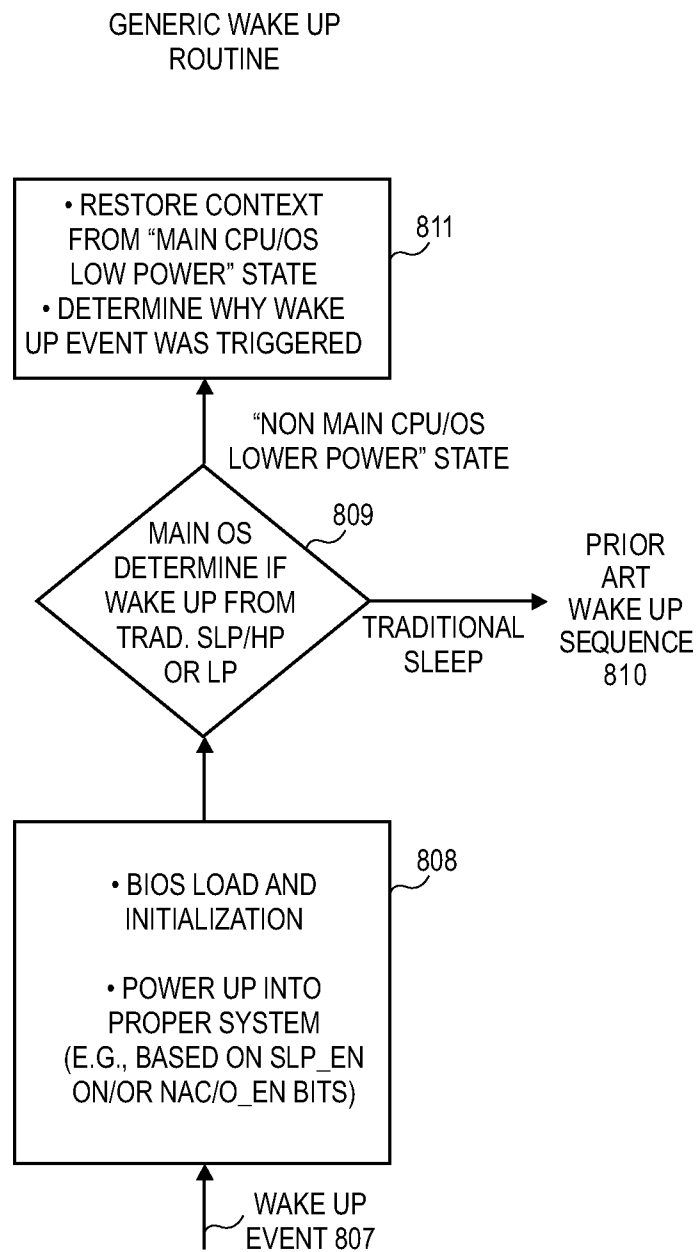 GENERIC WAKE UP
ROUTINE
• RESTORE CONTEXT
FROM “MAIN CPU/OS
LOW POWER” STATE
• DETERMINE WHY WAKE
UP EVENT WAS TRIGGERED
811
“NON MAIN CPU/OS
LOWER POWER” STATE
809
MAIN OS
DETERMINE IF
WAKE UP FROM
TRAD. SLP/HP
OR LP
TRADITIONAL
SLEEP
PRIOR
ART
WAKE UP
SEQUENCE
810
808
• BIOS LOAD AND
INITIALIZATION
• POWER UP INTO
PROPER SYSTEM
(E.G., BASED ON SLP_EN
ON/OR NAC/O_EN BITS)
WAKE UP
EVENT 807